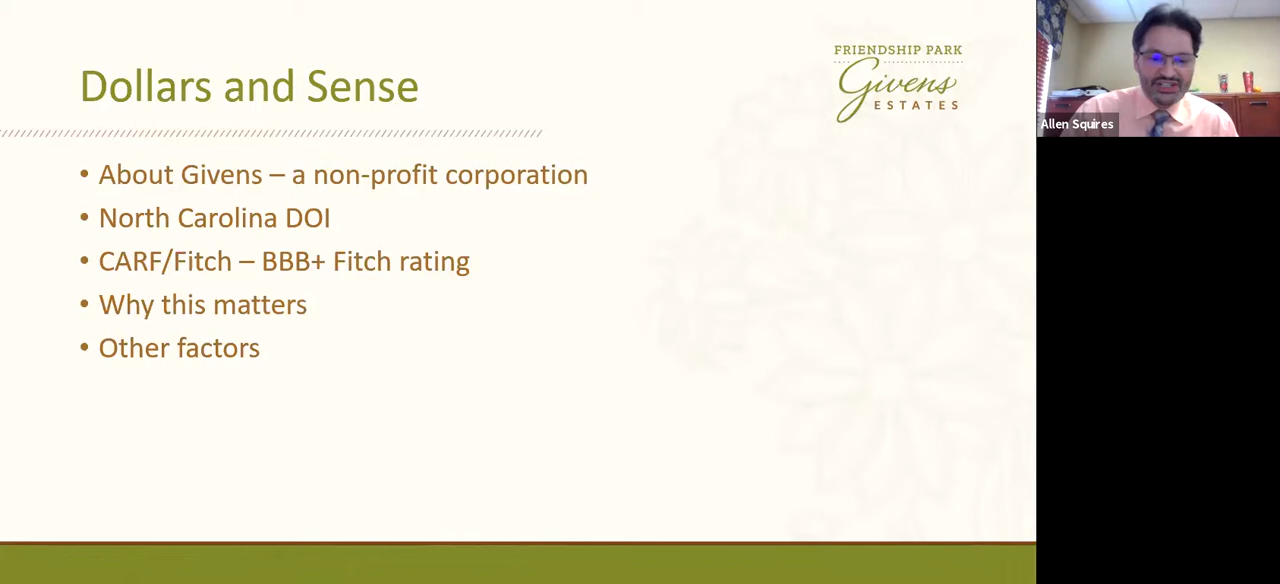 Dollars and Sense
FRIENDSHIP PARK
Givens
ESTATES
• About Givens – a non-profit corporation
• North Carolina DOI
• CARF/Fitch – BBB+ Fitch rating
• Why this matters
• Other factors
Allen Squires